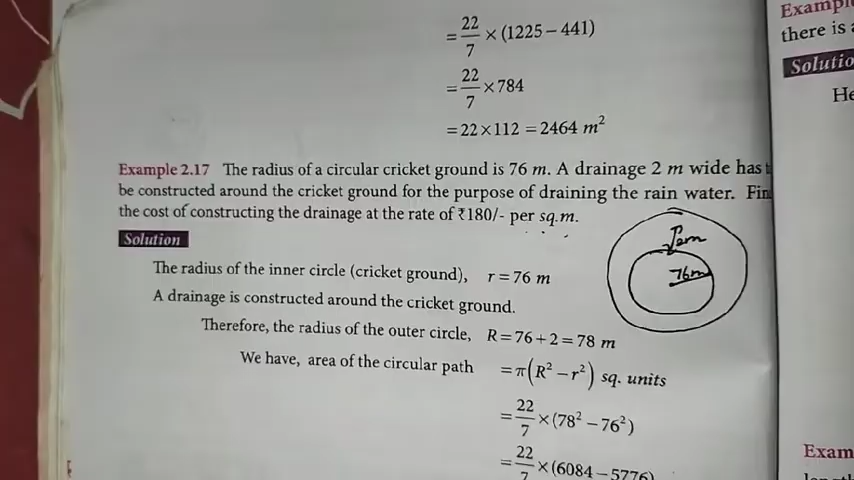 = 22/7 × (1225 – 441)
= 22/7 × 784
= 22 × 112 = 2464 m²
Example 2.17 The radius of a circular cricket ground is 76 m. A drainage 2 m wide has
be constructed around the cricket ground for the purpose of draining the rain water.
the cost of constructing the drainage at the rate of ₹180/- per sq.m.
Solution
2m
76m
The radius of the inner circle (cricket ground), r = 76 m
A drainage is constructed around the cricket ground.
Therefore, the radius of the outer circle, R = 76 + 2 = 78 m
We have, area of the circular path = π(R² – r²) sq. units
= 22/7 × (78² – 76²)
= 22/7 × (6084 – 5776)
there is
He